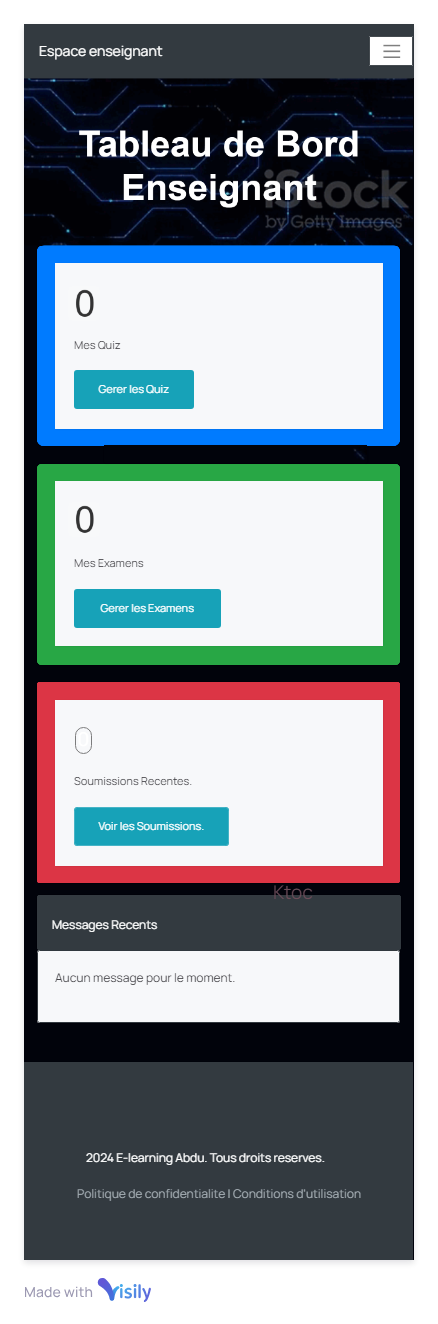 Espace enseignant
Tableau de Bord
Enseignant
iStock
by Getty Images
0
Mes Quiz
Gerer les Quiz
0
Mes Examens
Gerer les Examens
0
Soumissions Recentes.
Voir les Soumissions.
Ktoc
Messages Recents
Aucun message pour le moment.
2024 E-learning Abdu. Tous droits reserves.
Politique de confidentialite | Conditions d'utilisation
Made with Visily